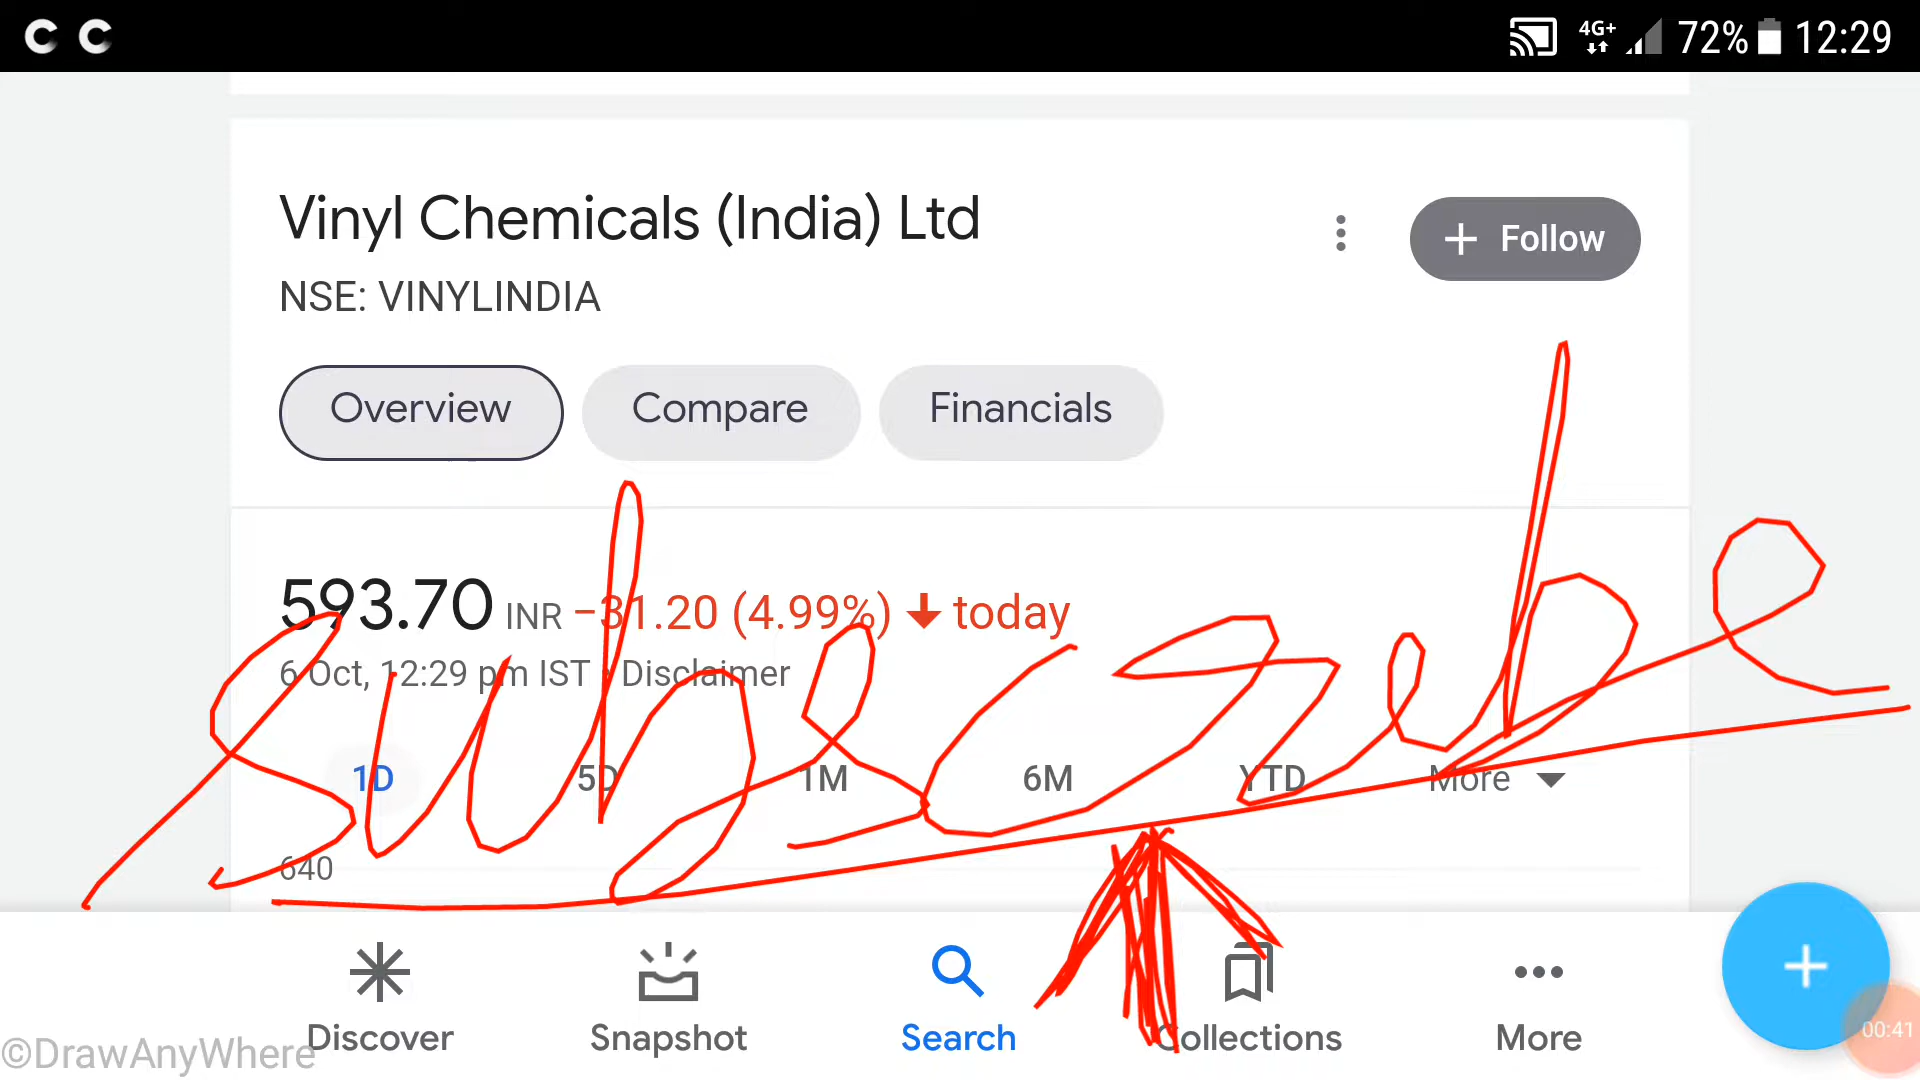 C C 4G+ 72% 12:29
Vinyl Chemicals (India) Ltd
+ Follow
NSE: VINYLINDIA
Overview Compare Financials
593.70 INR −31.20 (4.99%) ↓ today
6 Oct, 12:29 pm IST · Disclaimer
Subscribe
1D 5D 1M 6M YTD More
640
Discover Snapshot Search Collections More
00:41
©DrawAnyWhere